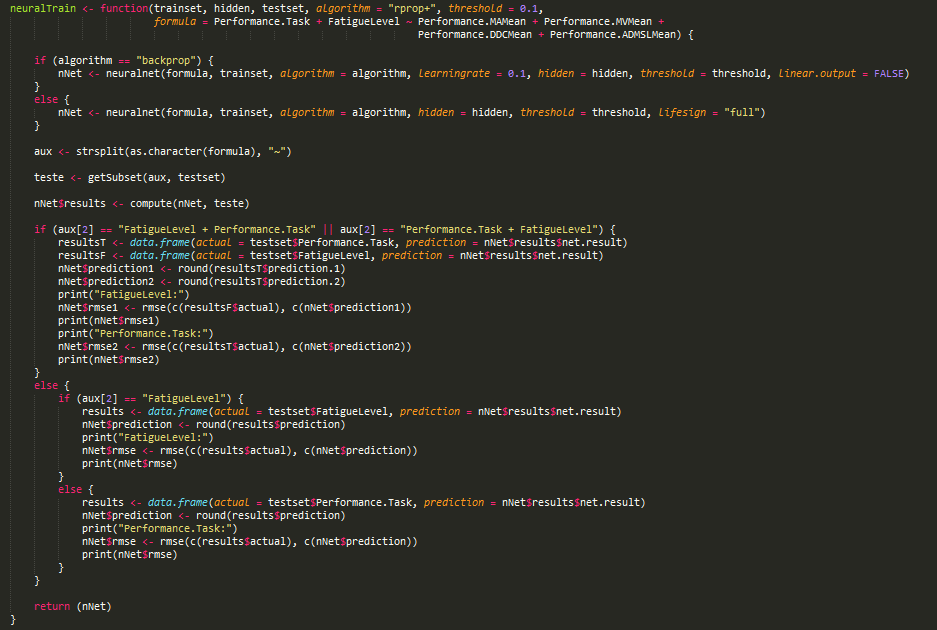 neuralTrain <- function(trainset, hidden, testset, algorithm = "rprop+", threshold = 0.1,
formula = Performance.Task + FatigueLevel ~ Performance.MAMean + Performance.MVMean +
Performance.DDCMean + Performance.ADMSLMean) {
if (algorithm == "backprop") {
nNet <- neuralnet(formula, trainset, algorithm = algorithm, learningrate = 0.1, hidden = hidden, threshold = threshold, linear.output = FALSE)
}
else {
nNet <- neuralnet(formula, trainset, algorithm = algorithm, hidden = hidden, threshold = threshold, lifesign = "full")
}
aux <- strsplit(as.character(formula), "~")
teste <- getSubset(aux, testset)
nNet$results <- compute(nNet, teste)
if (aux[2] == "FatigueLevel + Performance.Task" || aux[2] == "Performance.Task + FatigueLevel") {
resultsT <- data.frame(actual = testset$Performance.Task, prediction = nNet$results$net.result)
resultsF <- data.frame(actual = testset$FatigueLevel, prediction = nNet$results$net.result)
nNet$prediction1 <- round(resultsT$prediction.1)
nNet$prediction2 <- round(resultsT$prediction.2)
print("FatigueLevel:")
nNet$rmse1 <- rmse(c(resultsF$actual), c(nNet$prediction1))
print(nNet$rmse1)
print("Performance.Task:")
nNet$rmse2 <- rmse(c(resultsT$actual), c(nNet$prediction2))
print(nNet$rmse2)
}
else {
if (aux[2] == "FatigueLevel") {
results <- data.frame(actual = testset$FatigueLevel, prediction = nNet$results$net.result)
nNet$prediction <- round(results$prediction)
print("FatigueLevel:")
nNet$rmse <- rmse(c(results$actual), c(nNet$prediction))
print(nNet$rmse)
}
else {
results <- data.frame(actual = testset$Performance.Task, prediction = nNet$results$net.result)
nNet$prediction <- round(results$prediction)
print("Performance.Task:")
nNet$rmse <- rmse(c(results$actual), c(nNet$prediction))
print(nNet$rmse)
}
}
return (nNet)
}